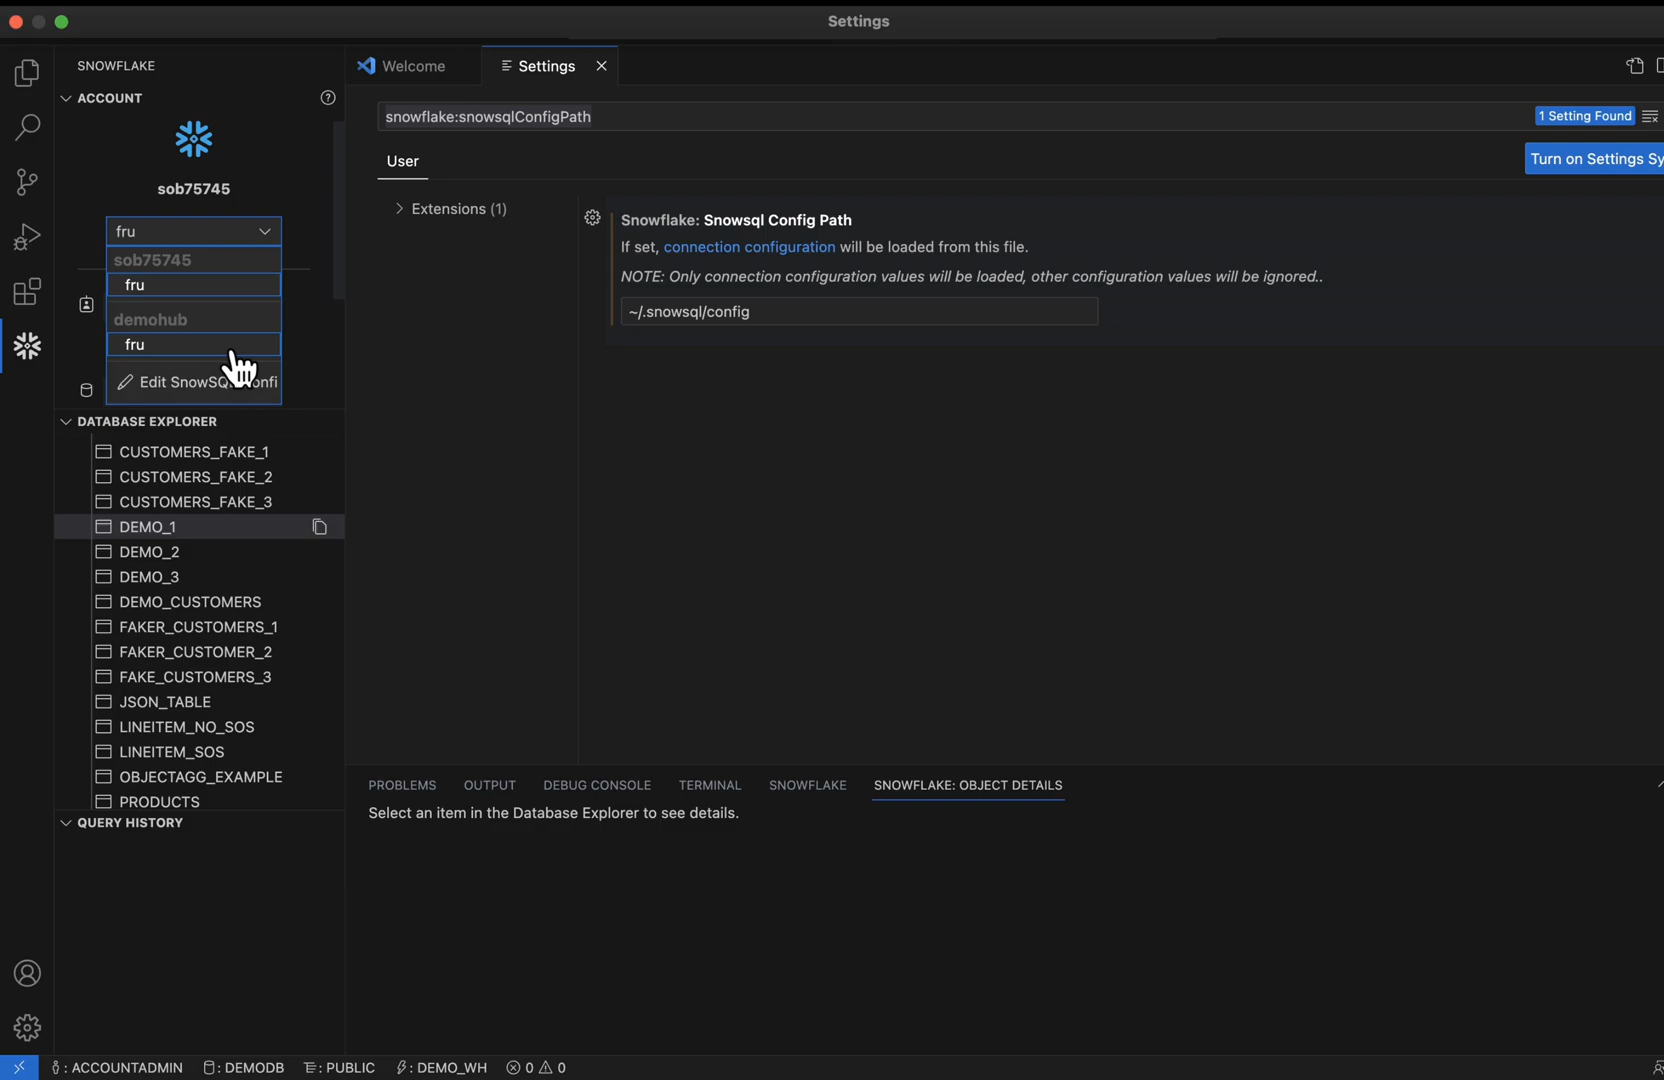 Settings
SNOWFLAKE
ACCOUNT
sob75745
fru
sob75745
fru
demohub
fru
Edit
DATABASE EXPLORER
CUSTOMERS_FAKE_1
CUSTOMERS_FAKE_2
CUSTOMERS_FAKE_3
DEMO_1
DEMO_2
DEMO_3
DEMO_CUSTOMERS
FAKER_CUSTOMERS_1
FAKER_CUSTOMER_2
FAKE_CUSTOMERS_3
JSON_TABLE
LINEITEM_NO_SOS
LINEITEM_SOS
OBJECTAGG_EXAMPLE
PRODUCTS
QUERY HISTORY
Welcome
Settings
snowflake:snowsqlConfigPath
1 Setting Found
User
Turn on Settings Sy
Extensions (1)
Snowflake: Snowsql Config Path
If set, connection configuration will be loaded from this file.
NOTE: Only connection configuration values will be loaded, other configuration values will be ignored..
~/.snowsql/config
PROBLEMS OUTPUT DEBUG CONSOLE TERMINAL SNOWFLAKE SNOWFLAKE: OBJECT DETAILS
Select an item in the Database Explorer to see details.
: ACCOUNTADMIN : DEMODB : PUBLIC : DEMO_WH 0 0